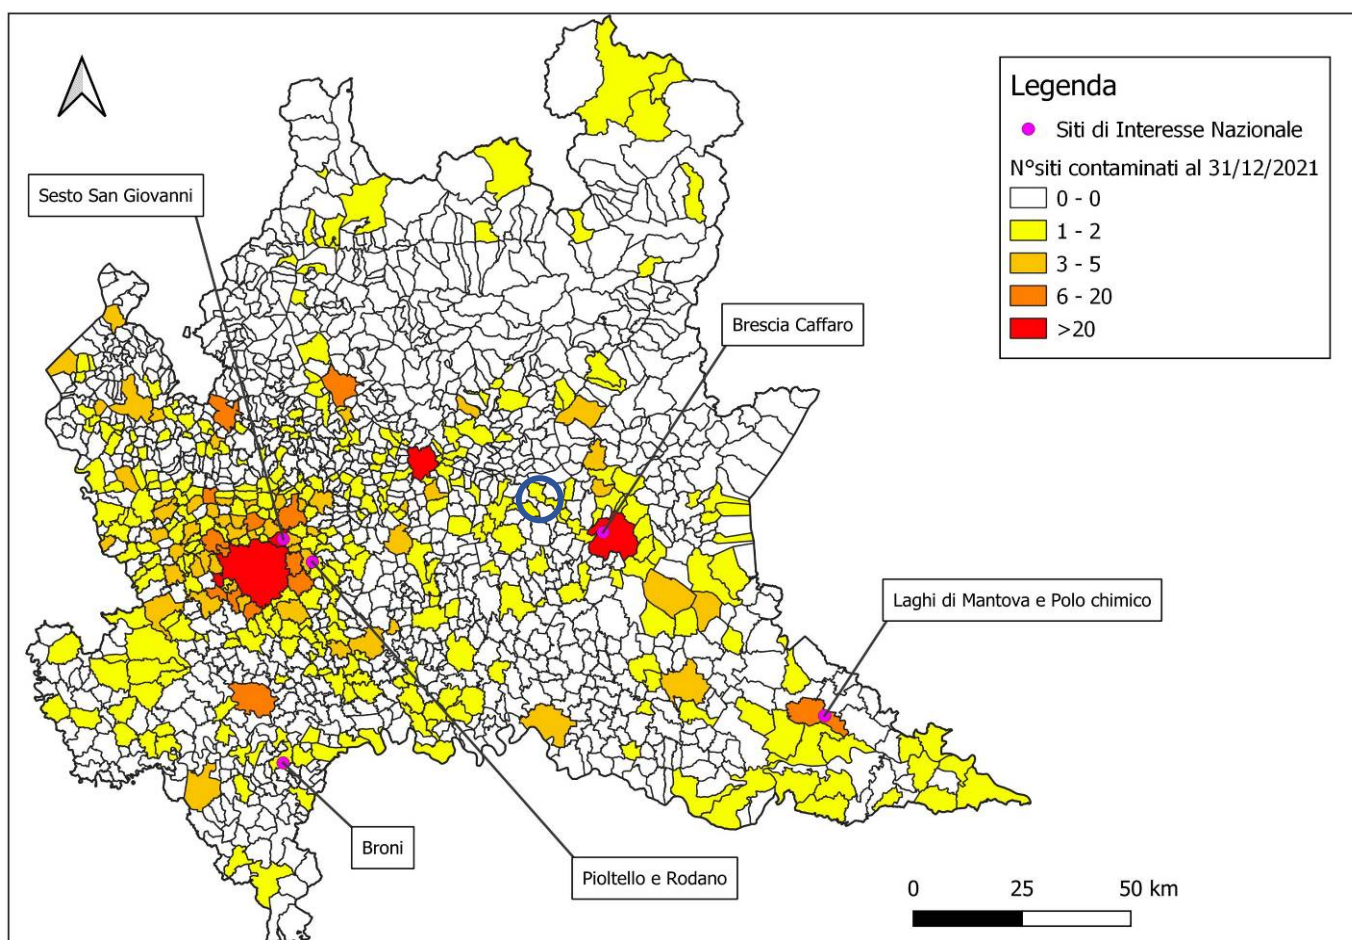 Legenda
Siti di Interesse Nazionale
N°siti contaminati al 31/12/2021
0 - 0
1 - 2
3 - 5
6 - 20
>20
Sesto San Giovanni
Brescia Caffaro
Laghi di Mantova e Polo chimico
Broni
Pioltello e Rodano
0 25 50 km